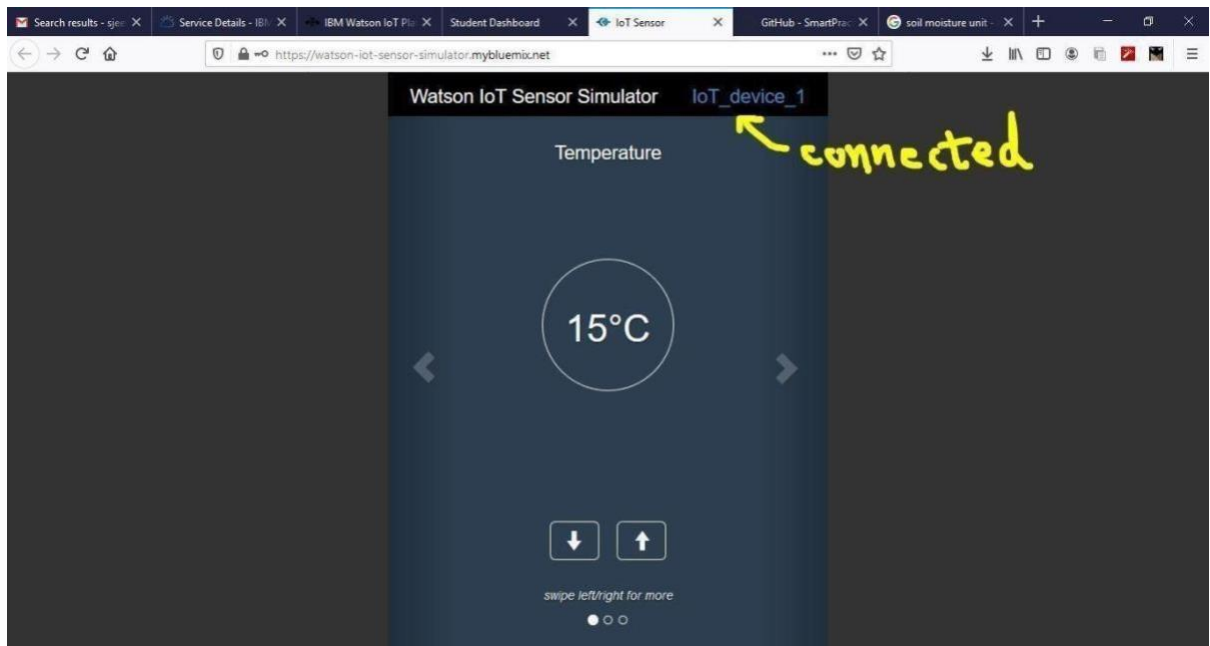 Search results - sje
Service Details - IBM
IBM Watson IoT Pla
Student Dashboard
IoT Sensor
GitHub - SmartPrac
soil moisture unit -
https://watson-iot-sensor-simulator.mybluemix.net
Watson IoT Sensor Simulator IoT_device_1
connected
Temperature
15°C
swipe left/right for more